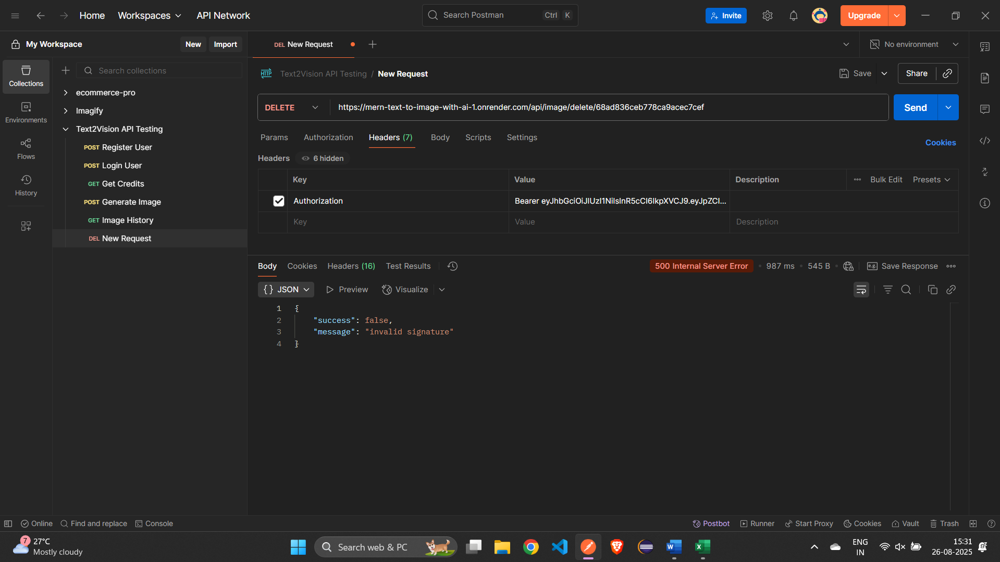 Home
Workspaces
API Network
Search Postman
Ctrl K
Invite
Upgrade
My Workspace
New
Import
DEL New Request
No environment
Collections
Environments
Flows
History
Search collections
ecommerce-pro
Imagify
Text2Vision API Testing
POST Register User
POST Login User
GET Get Credits
POST Generate Image
GET Image History
DEL New Request
HTTP Text2Vision API Testing / New Request
Save
Share
DELETE
https://mern-text-to-image-with-ai-1.onrender.com/api/image/delete/68ad836ceb778ca9acec7cef
Send
Params
Authorization
Headers (7)
Body
Scripts
Settings
Cookies
Headers
6 hidden
Key
Value
Description
Bulk Edit
Presets
Authorization
Bearer eyJhbGciOiJIUzI1NiIsInR5cCI6IkpXVCJ9.eyJpZCI...
Key
Value
Description
Body
Cookies
Headers (16)
Test Results
500 Internal Server Error
987 ms
545 B
e.g. Save Response
{} JSON
Preview
Visualize
1 {
2 "success": false,
3 "message": "invalid signature"
4 }
Online
Find and replace
Console
Postbot
Runner
Start Proxy
Cookies
Vault
Trash
7
27°C
Mostly cloudy
Search web & PC
ENG
IN
15:31
26-08-2025